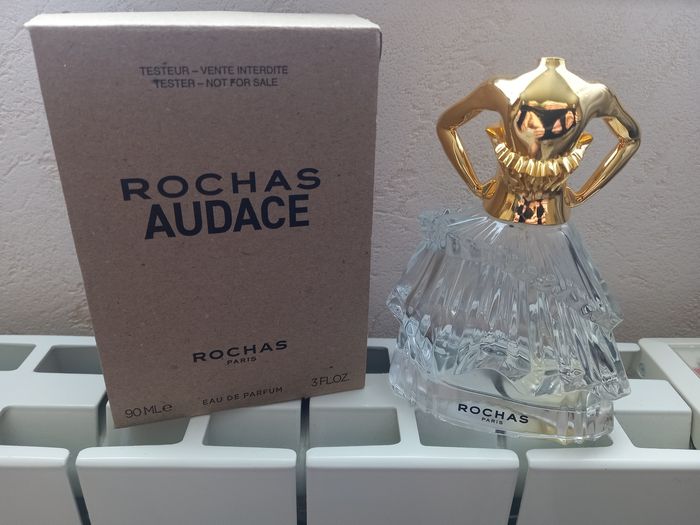 TESTEUR – VENTE INTERDITE
TESTER – NOT FOR SALE
ROCHAS
AUDACE
ROCHAS
PARIS
90 MLe EAU DE PARFUM 3 FL.OZ.
ROCHAS
PARIS